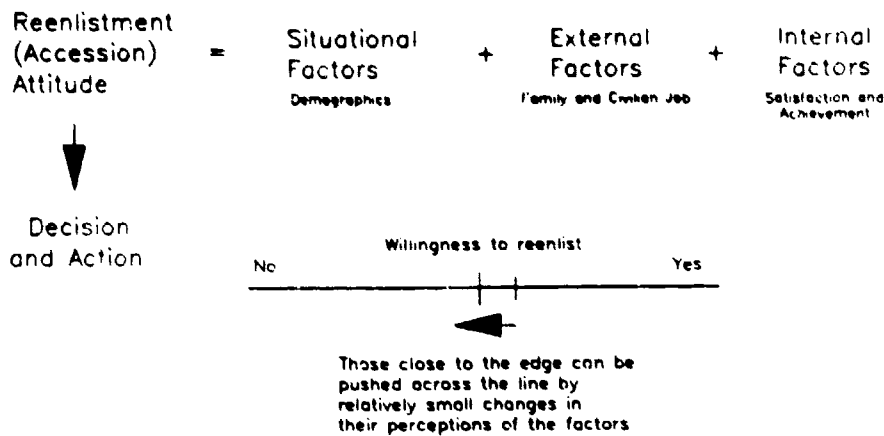 Reenlistment
(Accession)
Attitude
=
Situational
Factors
Demographics
+
External
Factors
Family and Civilian Job
+
Internal
Factors
Satisfaction and
Achievement
Decision
and Action
Willingness to reenlist
No
Yes
Those close to the edge can be
pushed across the line by
relatively small changes in
their perceptions of the factors